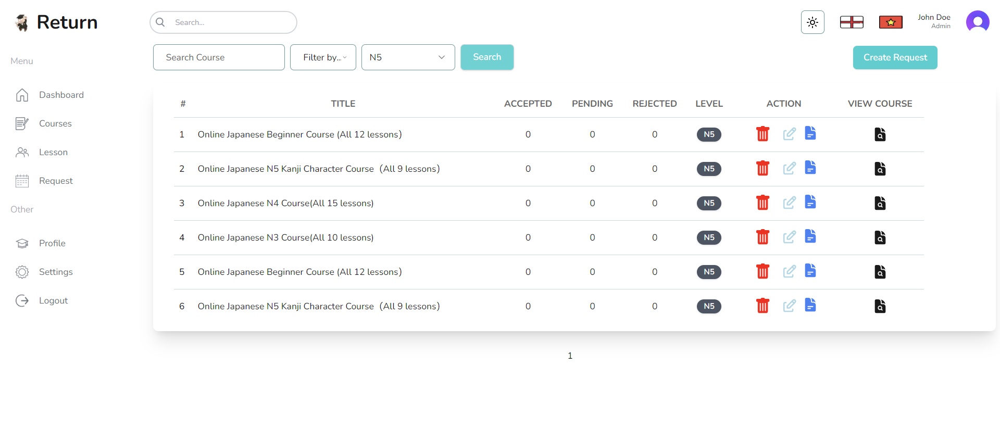 Return
Search...
John Doe
Admin
Menu
Dashboard
Courses
Lesson
Request
Other
Profile
Settings
Logout
Search Course
Filter by...
N5
Search
Create Request
# TITLE ACCEPTED PENDING REJECTED LEVEL ACTION VIEW COURSE
1 Online Japanese Beginner Course (All 12 lessons) 0 0 0 N5
2 Online Japanese N5 Kanji Character Course（All 9 lessons） 0 0 0 N5
3 Online Japanese N4 Course(All 15 lessons) 0 0 0 N5
4 Online Japanese N3 Course(All 10 lessons) 0 0 0 N5
5 Online Japanese Beginner Course (All 12 lessons) 0 0 0 N5
6 Online Japanese N5 Kanji Character Course（All 9 lessons） 0 0 0 N5
1